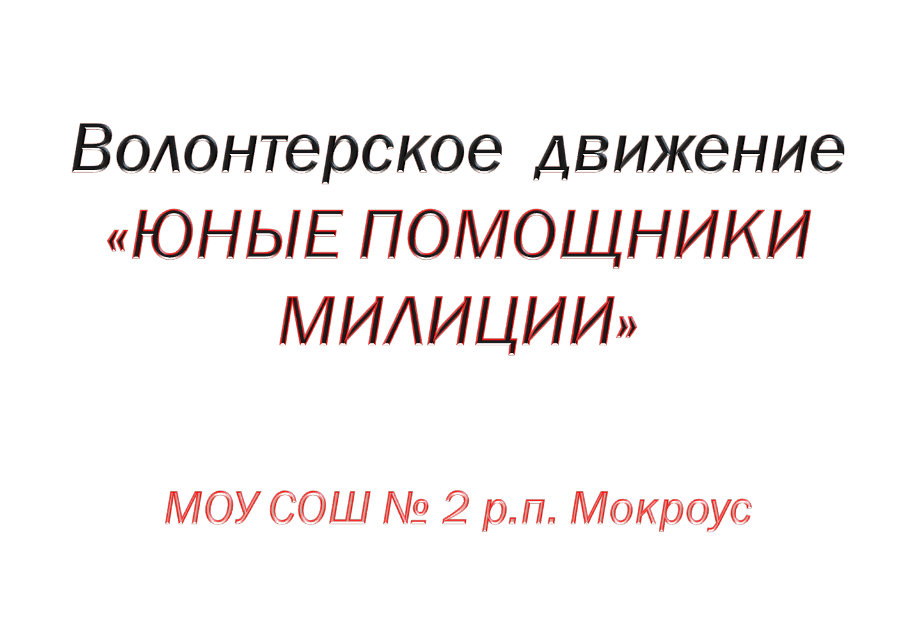 Волонтерское движение
«ЮНЫЕ ПОМОЩНИКИ
МИЛИЦИИ»
МОУ СОШ № 2 р.п. Мокроус